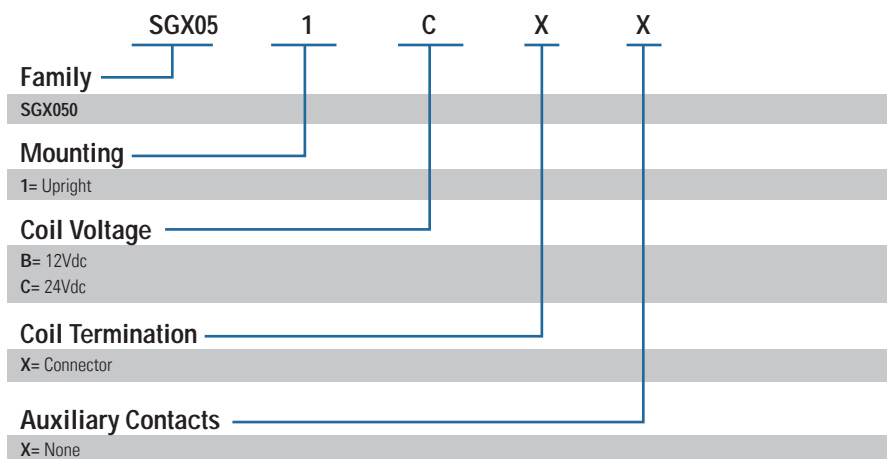 SGX05 1 C X X
Family
SGX050
Mounting
1= Upright
Coil Voltage
B= 12Vdc
C= 24Vdc
Coil Termination
X= Connector
Auxiliary Contacts
X= None